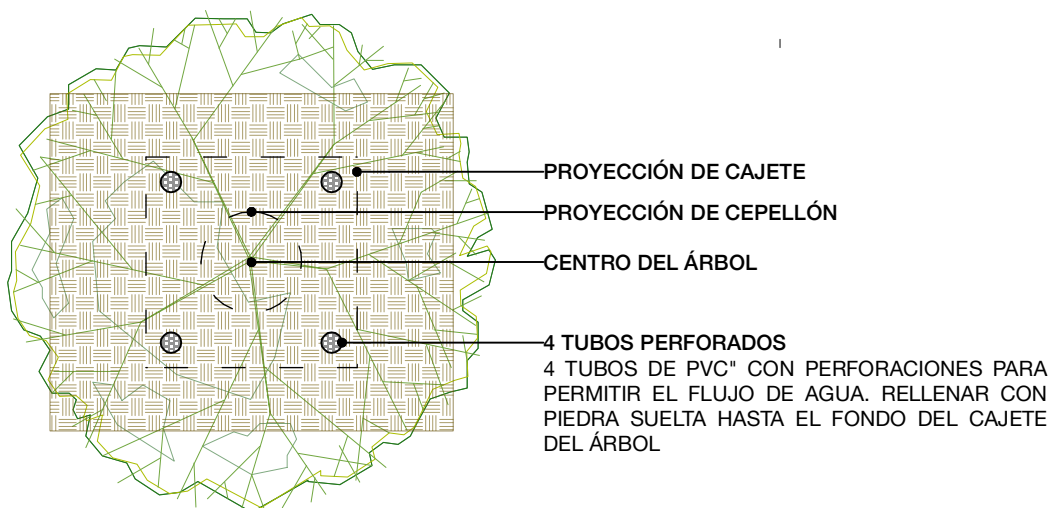 PROYECCIÓN DE CAJETE
PROYECCIÓN DE CEPELLÓN
CENTRO DEL ÁRBOL
4 TUBOS PERFORADOS
4 TUBOS DE PVC" CON PERFORACIONES PARA
PERMITIR EL FLUJO DE AGUA. RELLENAR CON
PIEDRA SUELTA HASTA EL FONDO DEL CAJETE
DEL ÁRBOL